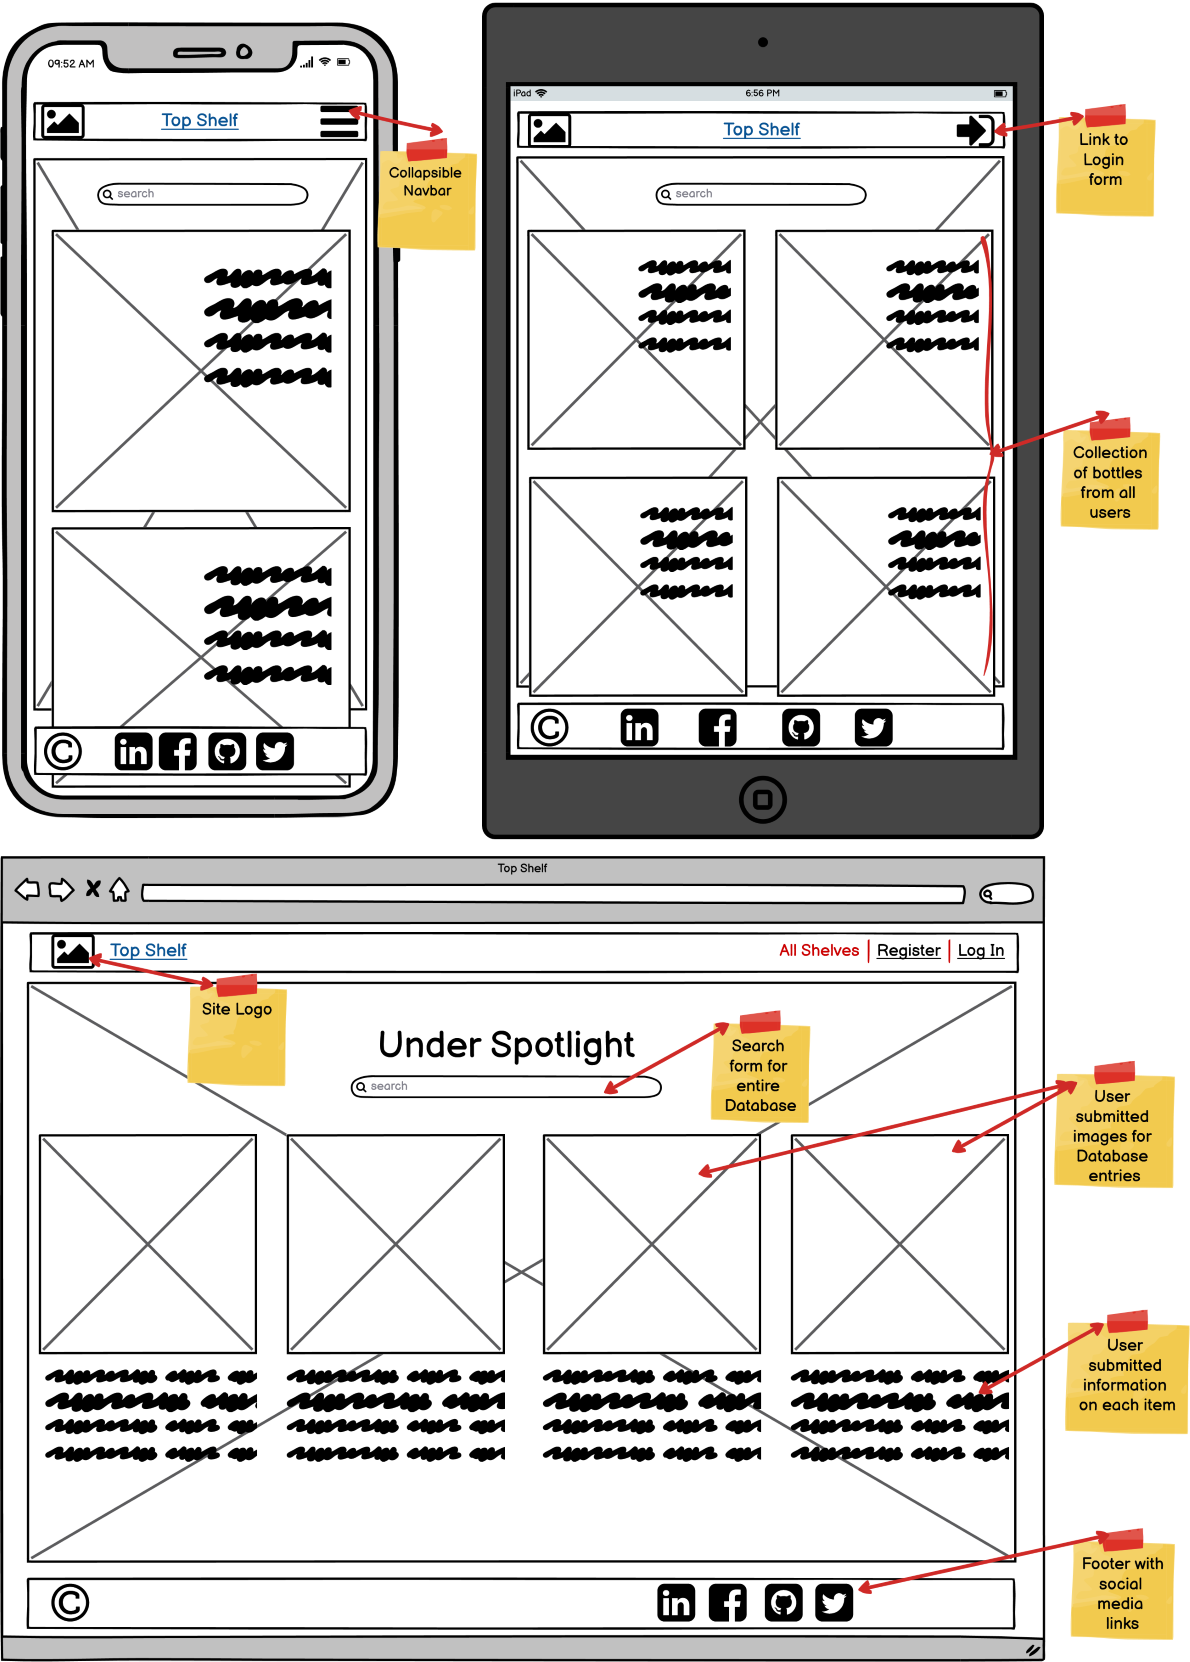 09:52 AM
Top Shelf
search
Collapsible
Navbar
iPad
6:56 PM
Top Shelf
search
Link to
Login
form
Collection
of bottles
from all
users
Top Shelf
Top Shelf
All Shelves
Register
Log In
Site Logo
Under Spotlight
search
Search
form for
entire
Database
User
submitted
images for
Database
entries
User
submitted
information
on each item
Footer with
social
media
links